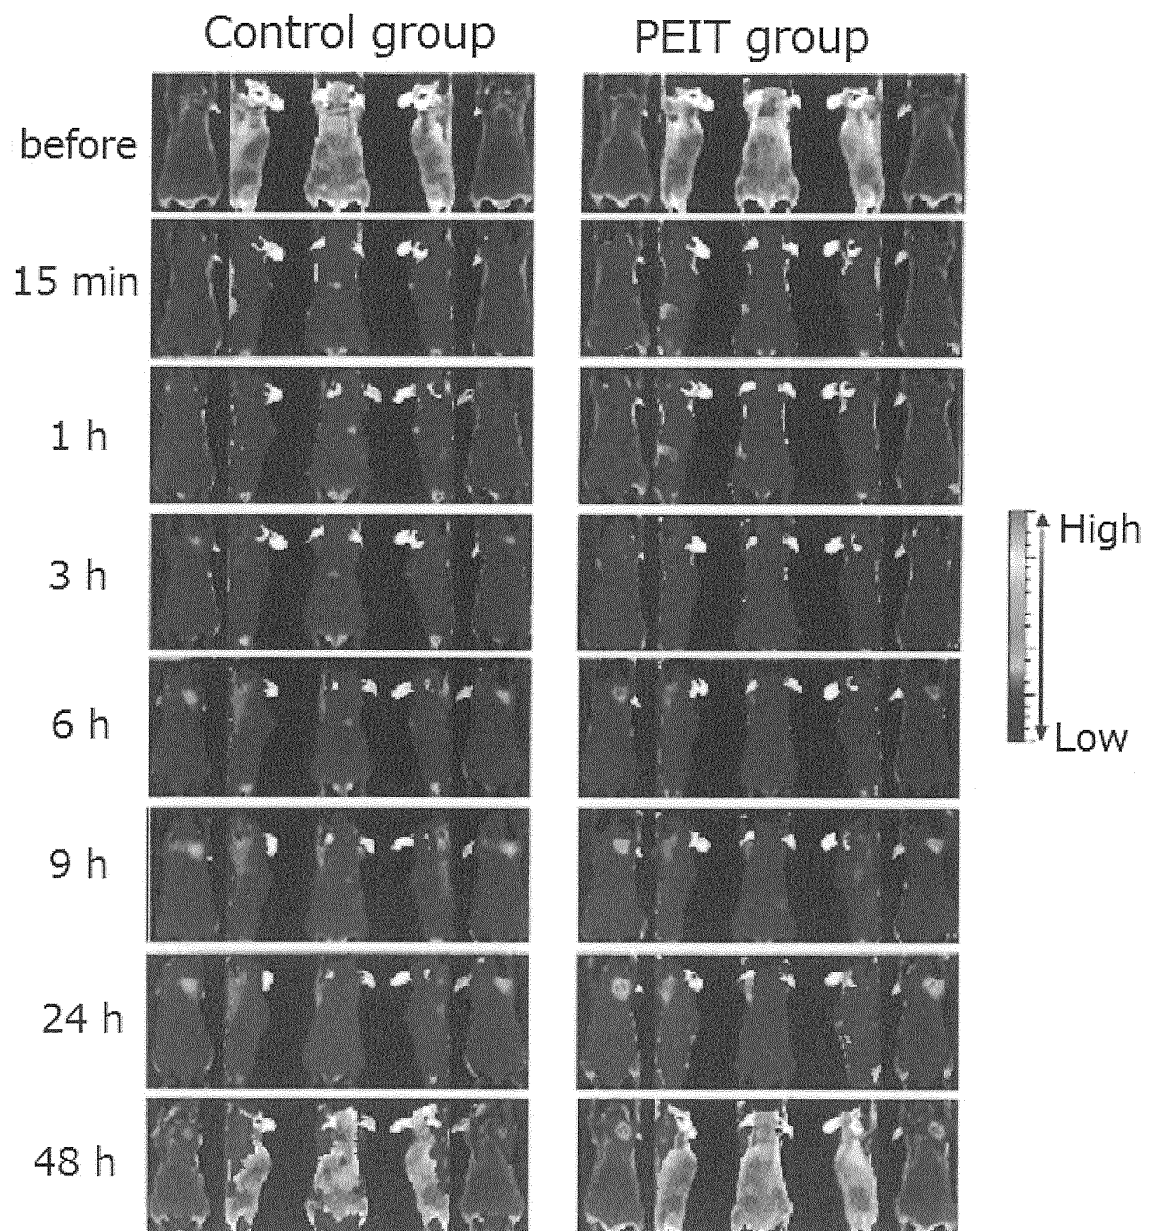 Control group
PEIT group
before
15 min
1 h
3 h
6 h
9 h
24 h
48 h
High
Low